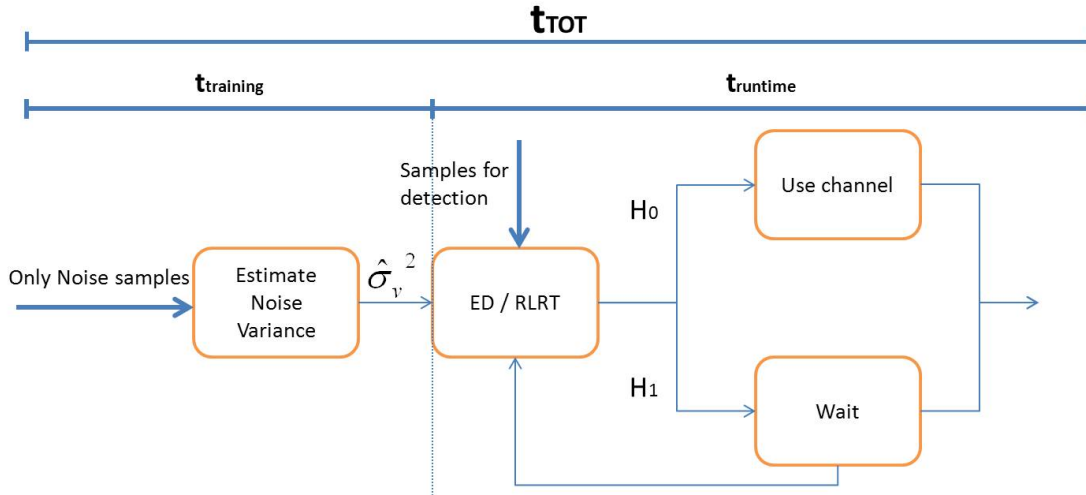 tTOT
ttraining
truntime
Samples for
detection
Only Noise samples
Estimate
Noise
Variance
σ̂v²
ED / RLRT
H0
Use channel
H1
Wait